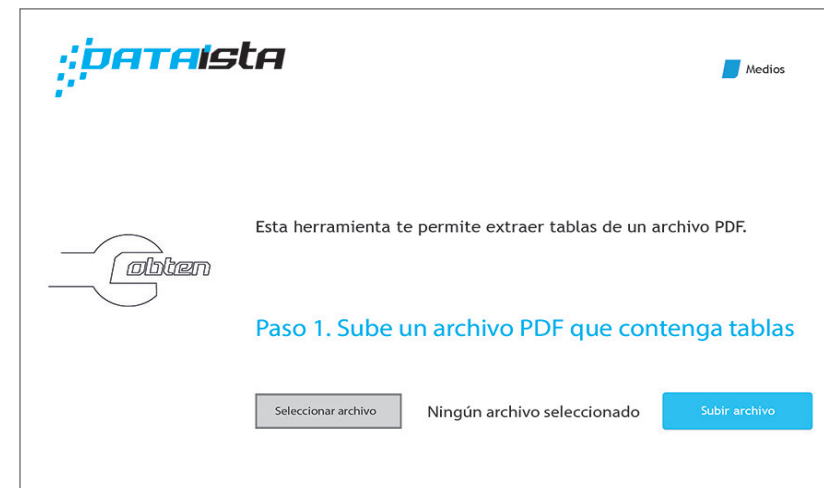 DATAista
Medios
Esta herramienta te permite extraer tablas de un archivo PDF.
obten
Paso 1. Sube un archivo PDF que contenga tablas
Seleccionar archivo Ningún archivo seleccionado Subir archivo